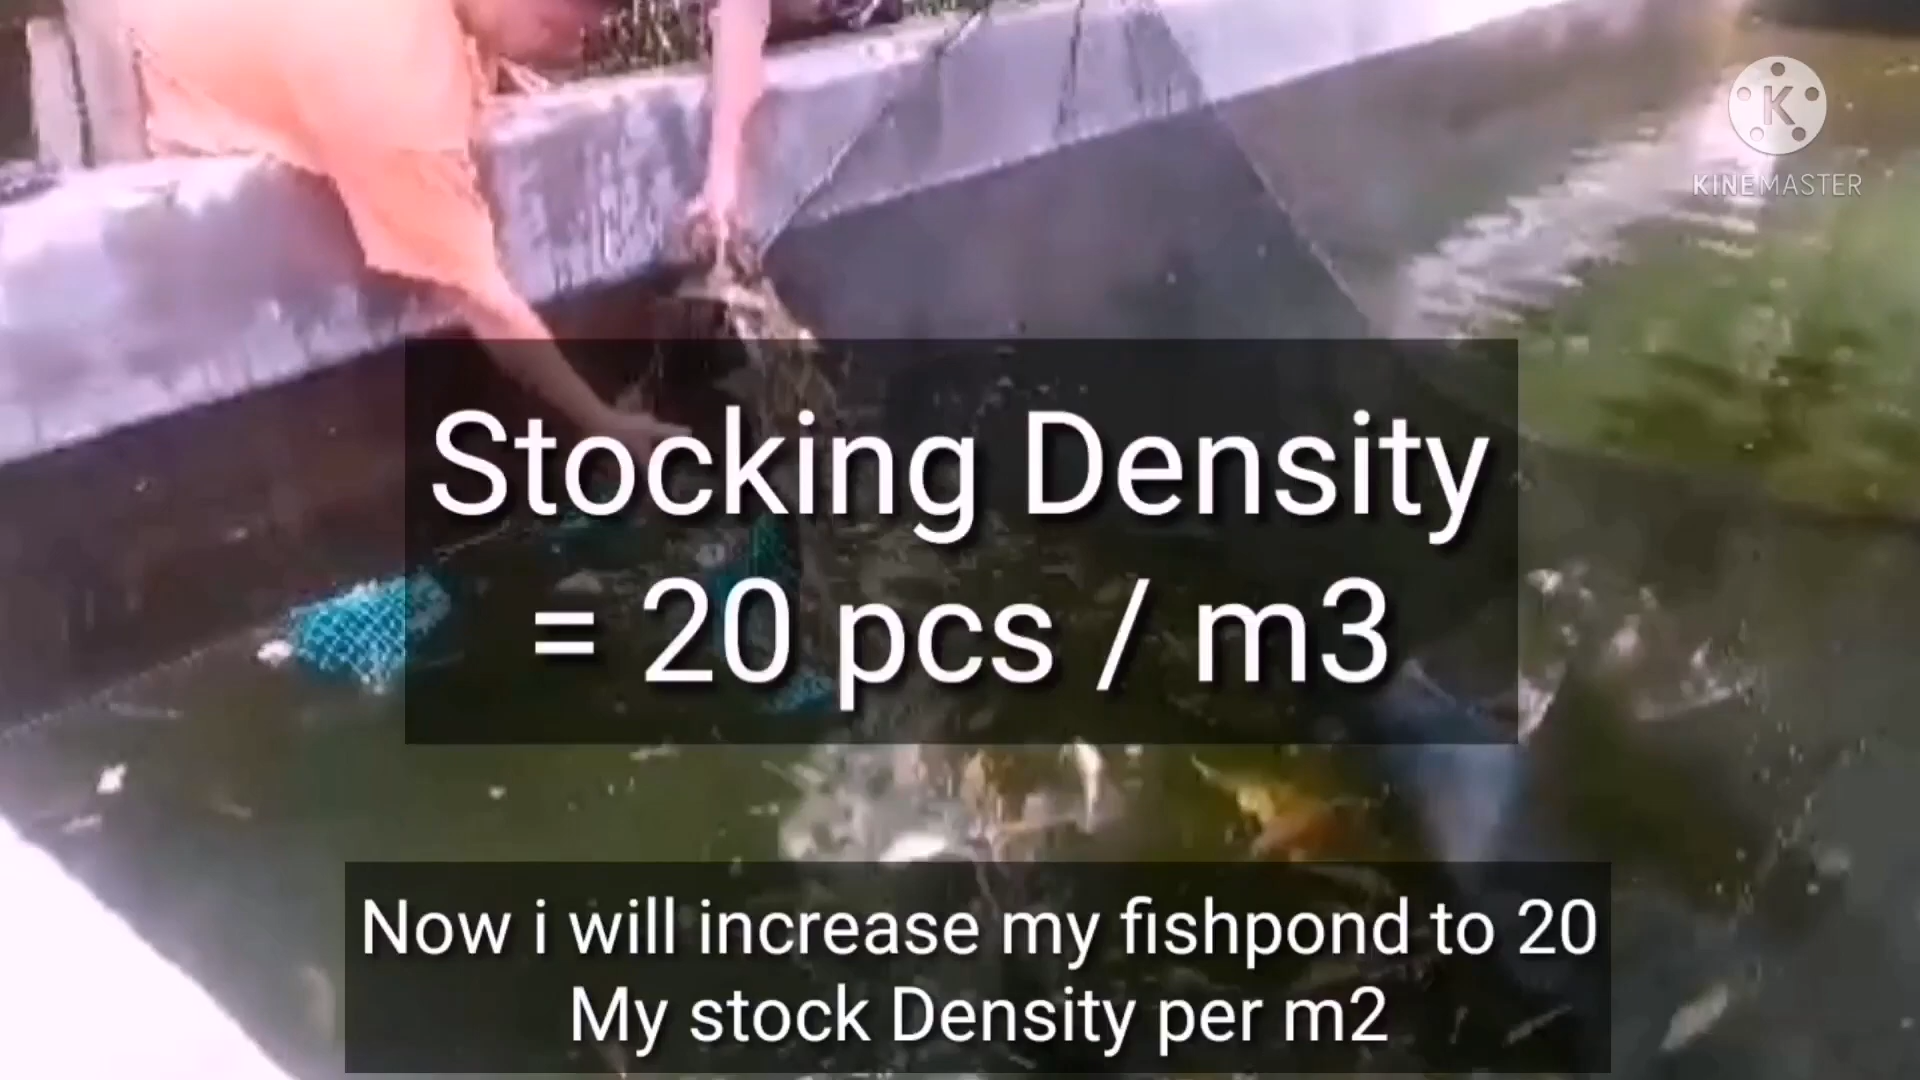 K
KINEMASTER
Stocking Density
= 20 pcs / m3
Now i will increase my fishpond to 20
My stock Density per m2